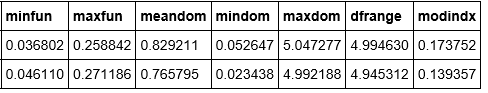 minfun maxfun meandom mindom maxdom dfrange modindx
0.036802 0.258842 0.829211 0.052647 5.047277 4.994630 0.173752
0.046110 0.271186 0.765795 0.023438 4.992188 4.945312 0.139357